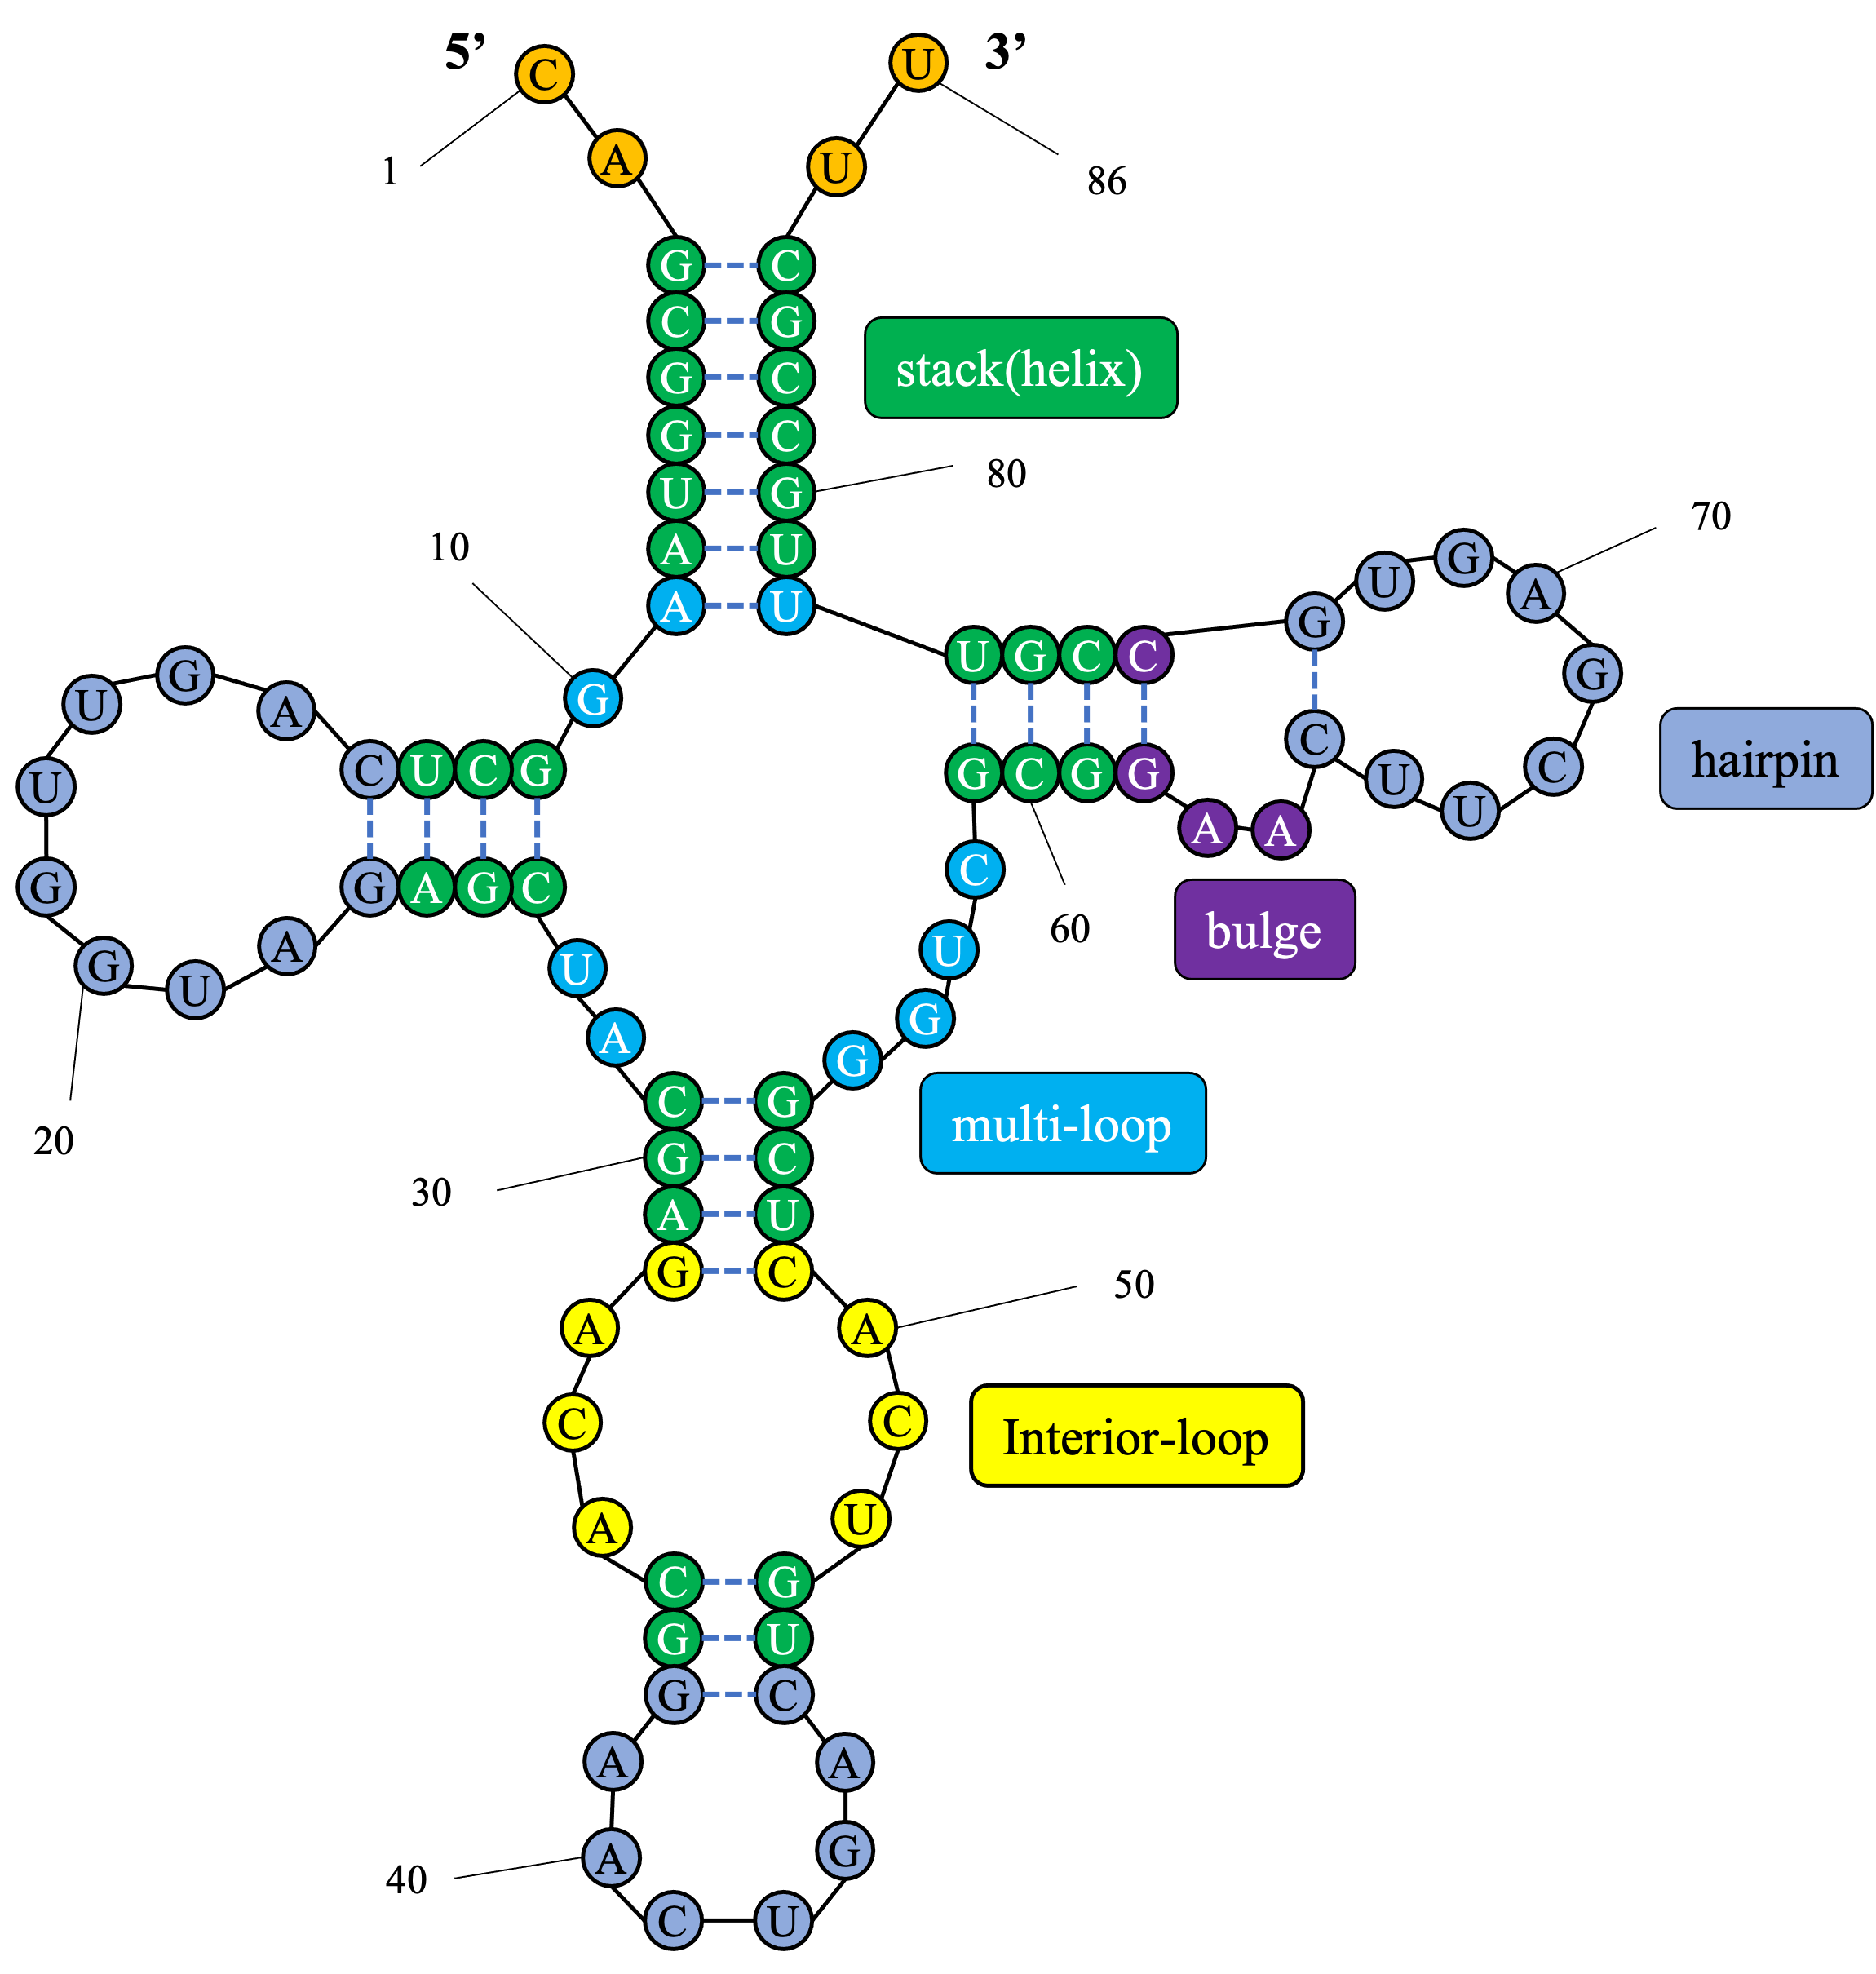 5’ C U 3’
1 A U 86
G C
C G
G C
stack(helix)
G C
80
U G
10 A U
70
A U
G U G A
G
U G C C
G
U U G A
C U C G
G C G G
C U U C
hairpin
A A
G G U A
G A G C
C
60
bulge
U
U
A
G
G
20
C G
multi-loop
30 G C
A U
G C
50
A A
C C
Interior-loop
A U
C G
G U
G C
A A
40 A G
C U